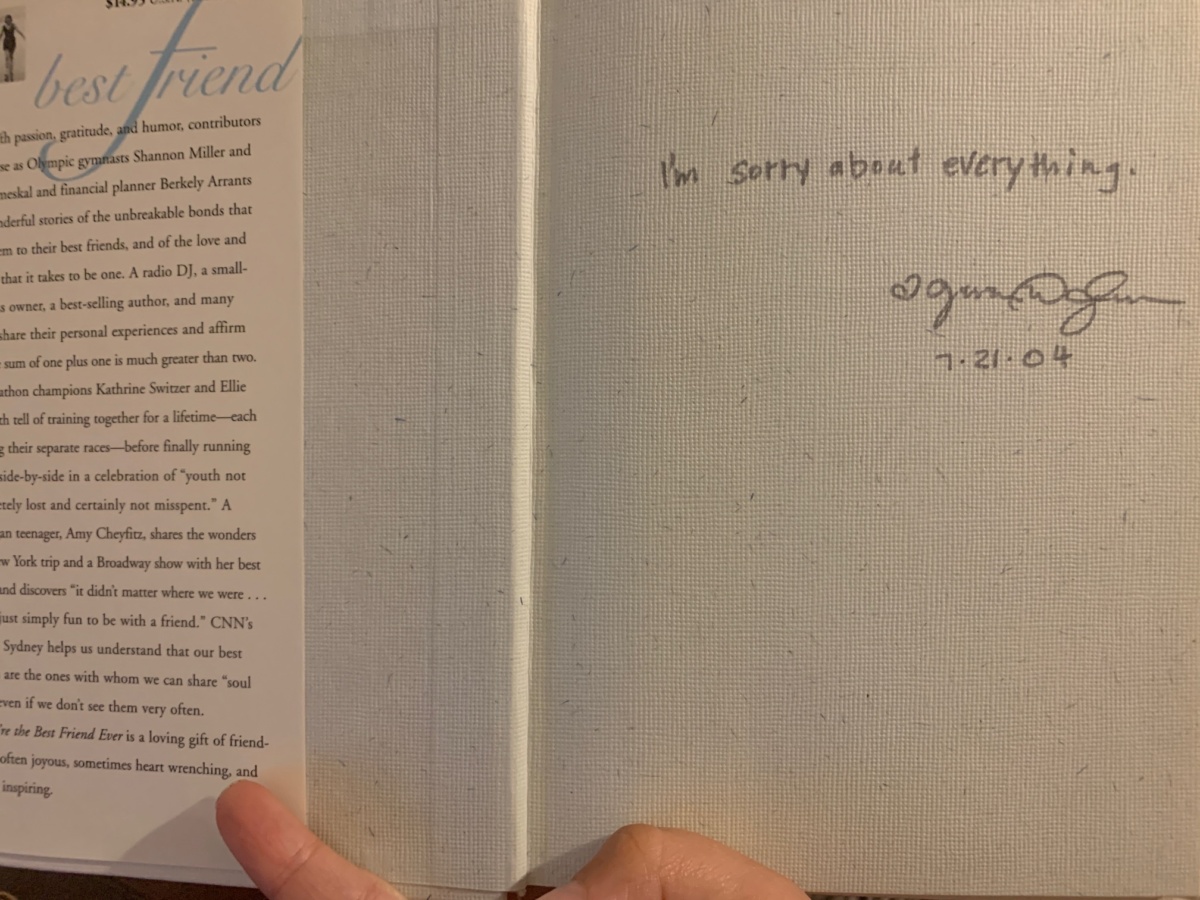 $14.95
best friend
th passion, gratitude, and humor, contributors
se as Olympic gymnasts Shannon Miller and
neskal and financial planner Berkely Arrants
nderful stories of the unbreakable bonds that
em to their best friends, and of the love and
that it takes to be one. A radio DJ, a small-
s owner, a best-selling author, and many
share their personal experiences and affirm
sum of one plus one is much greater than two.
athon champions Kathrine Switzer and Ellie
th tell of training together for a lifetime—each
g their separate races—before finally running
side-by-side in a celebration of "youth not
etely lost and certainly not misspent." A
an teenager, Amy Cheyfitz, shares the wonders
w York trip and a Broadway show with her best
and discovers "it didn't matter where we were . . .
just simply fun to be with a friend." CNN's
Sydney helps us understand that our best
are the ones with whom we can share "soul
even if we don't see them very often.
're the Best Friend Ever is a loving gift of friend-
often joyous, sometimes heart wrenching, and
inspiring.
I'm sorry about everything.
7.21.04